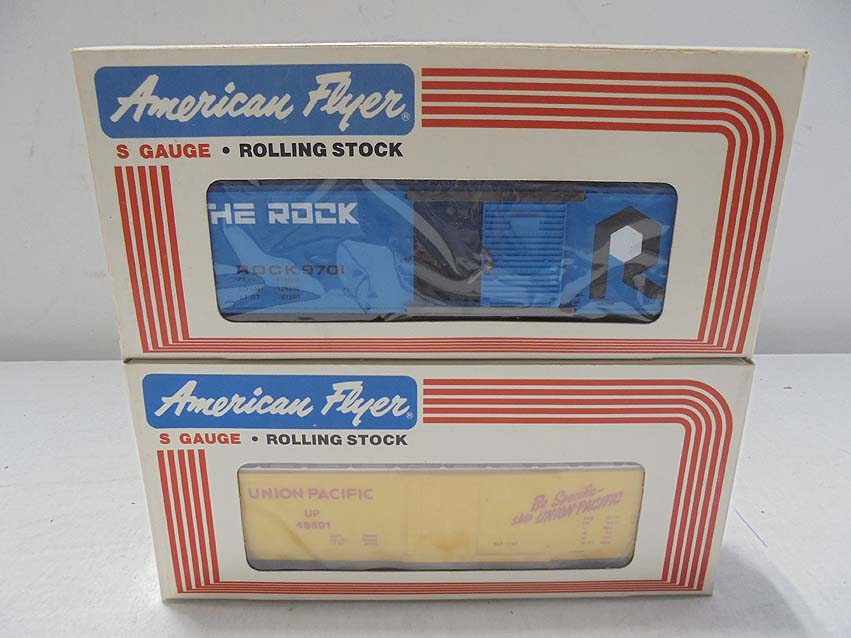 American Flyer®
S GAUGE • ROLLING STOCK
HE ROCK
ROCK 9701
American Flyer®
S GAUGE • ROLLING STOCK
UNION PACIFIC
UP
Be Specific-
ship UNION PACIFIC